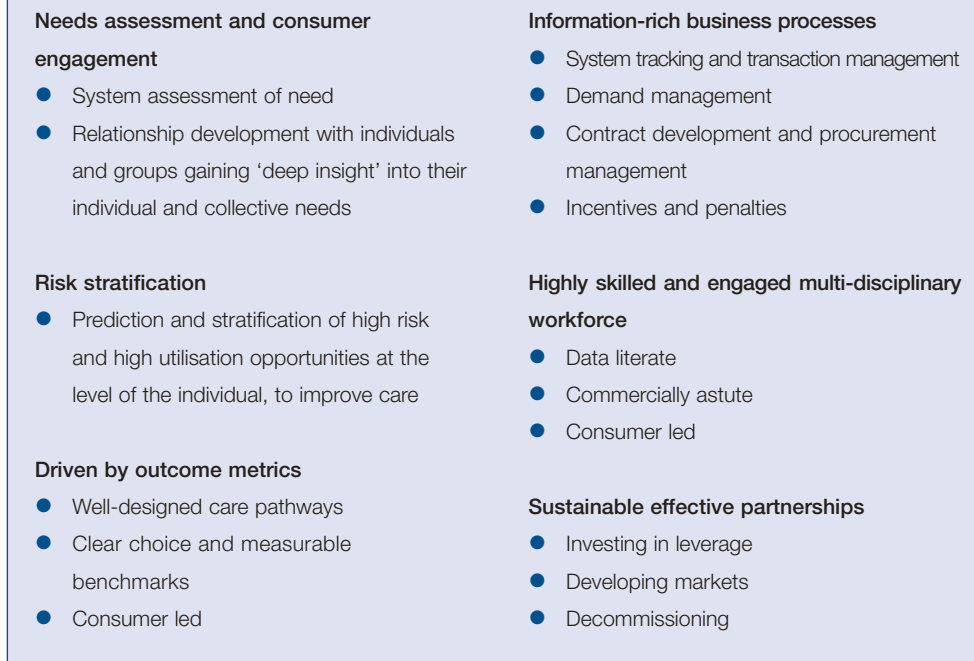 Needs assessment and consumer
engagement
● System assessment of need
● Relationship development with individuals
and groups gaining ‘deep insight’ into their
individual and collective needs
Risk stratification
● Prediction and stratification of high risk
and high utilisation opportunities at the
level of the individual, to improve care
Driven by outcome metrics
● Well-designed care pathways
● Clear choice and measurable
benchmarks
● Consumer led
Information-rich business processes
● System tracking and transaction management
● Demand management
● Contract development and procurement
management
● Incentives and penalties
Highly skilled and engaged multi-disciplinary
workforce
● Data literate
● Commercially astute
● Consumer led
Sustainable effective partnerships
● Investing in leverage
● Developing markets
● Decommissioning